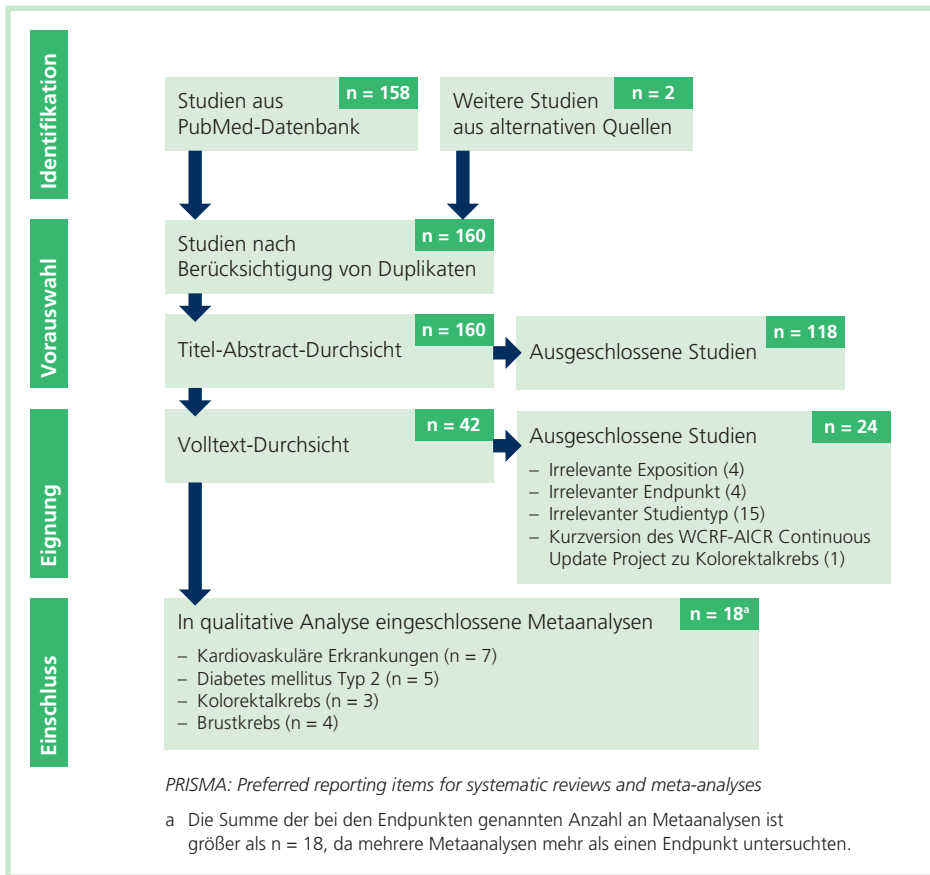 Identifikation
Studien aus
PubMed-Datenbank
n = 158
Weitere Studien
aus alternativen Quellen
n = 2
Vorauswahl
Studien nach
Berücksichtigung von Duplikaten
n = 160
Titel-Abstract-Durchsicht
n = 160
Ausgeschlossene Studien
n = 118
Eignung
Volltext-Durchsicht
n = 42
Ausgeschlossene Studien
n = 24
– Irrelevante Exposition (4)
– Irrelevanter Endpunkt (4)
– Irrelevanter Studientyp (15)
– Kurzversion des WCRF-AICR Continuous
Update Project zu Kolorektalkrebs (1)
Einschluss
In qualitative Analyse eingeschlossene Metaanalysen
n = 18a
– Kardiovaskuläre Erkrankungen (n = 7)
– Diabetes mellitus Typ 2 (n = 5)
– Kolorektalkrebs (n = 3)
– Brustkrebs (n = 4)
PRISMA: Preferred reporting items for systematic reviews and meta-analyses
a Die Summe der bei den Endpunkten genannten Anzahl an Metaanalysen ist
größer als n = 18, da mehrere Metaanalysen mehr als einen Endpunkt untersuchten.